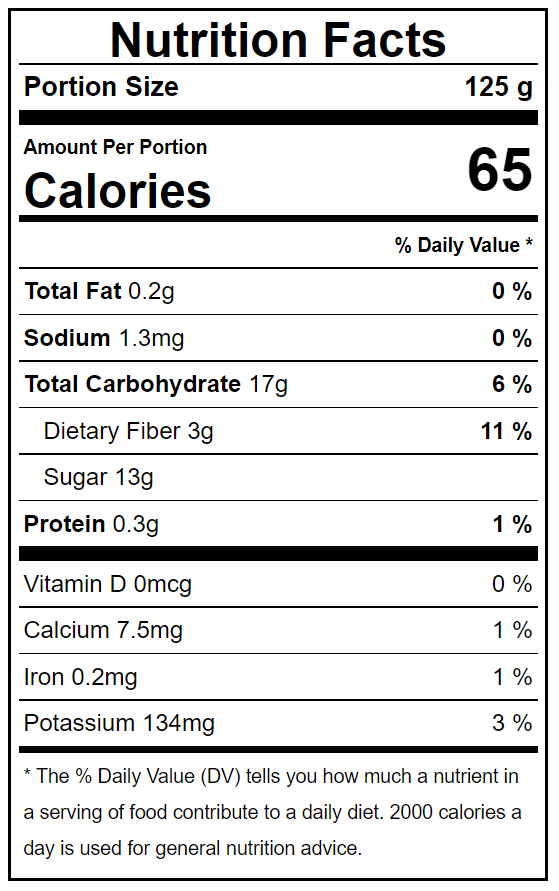 Nutrition Facts
Portion Size 125 g
Amount Per Portion
Calories 65
% Daily Value *
Total Fat 0.2g 0 %
Sodium 1.3mg 0 %
Total Carbohydrate 17g 6 %
Dietary Fiber 3g 11 %
Sugar 13g
Protein 0.3g 1 %
Vitamin D 0mcg 0 %
Calcium 7.5mg 1 %
Iron 0.2mg 1 %
Potassium 134mg 3 %
* The % Daily Value (DV) tells you how much a nutrient in
a serving of food contribute to a daily diet. 2000 calories a
day is used for general nutrition advice.